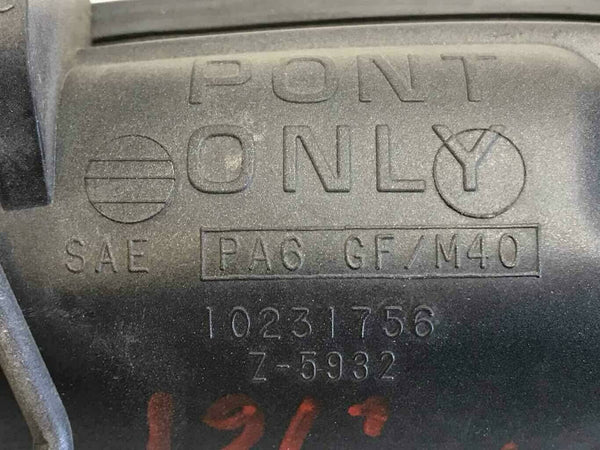 PONT
ONLY
SAE PA6 GF/M40
10231756
Z-5932